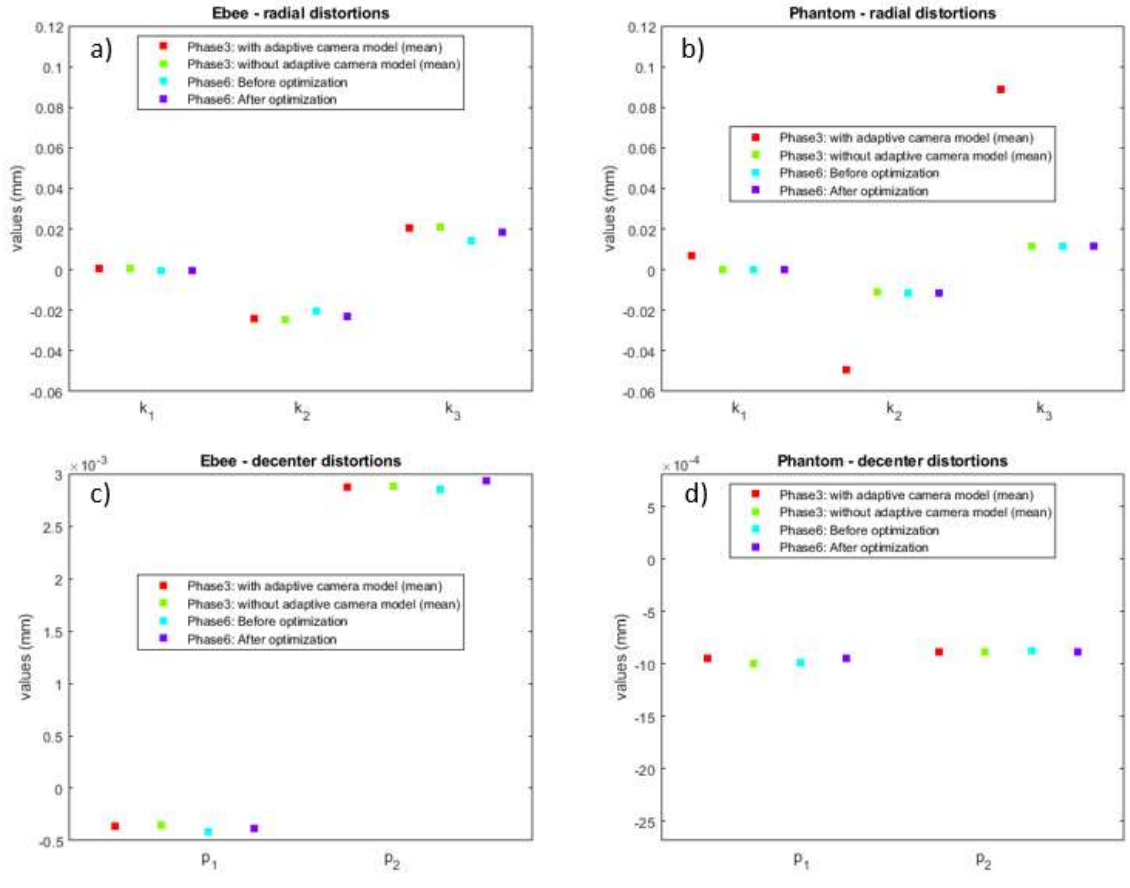 Ebee - radial distortions
a)
Phase3: with adaptive camera model (mean)
Phase3: without adaptive camera model (mean)
Phase6: Before optimization
Phase6: After optimization
values (mm)
0.12
0.1
0.08
0.06
0.04
0.02
0
-0.02
-0.04
-0.06
k1
k2
k3
Phantom - radial distortions
b)
Phase3: with adaptive camera model (mean)
Phase3: without adaptive camera model (mean)
Phase6: Before optimization
Phase6: After optimization
values (mm)
0.12
0.1
0.08
0.06
0.04
0.02
0
-0.02
-0.04
-0.06
k1
k2
k3
Ebee - decenter distortions
×10-3
c)
Phase3: with adaptive camera model (mean)
Phase3: without adaptive camera model (mean)
Phase6: Before optimization
Phase6: After optimization
values (mm)
3
2.5
2
1.5
1
0.5
0
-0.5
p1
p2
Phantom - decenter distortions
×10-4
d)
Phase3: with adaptive camera model (mean)
Phase3: without adaptive camera model (mean)
Phase6: Before optimization
Phase6: After optimization
values (mm)
5
0
-5
-10
-15
-20
-25
p1
p2